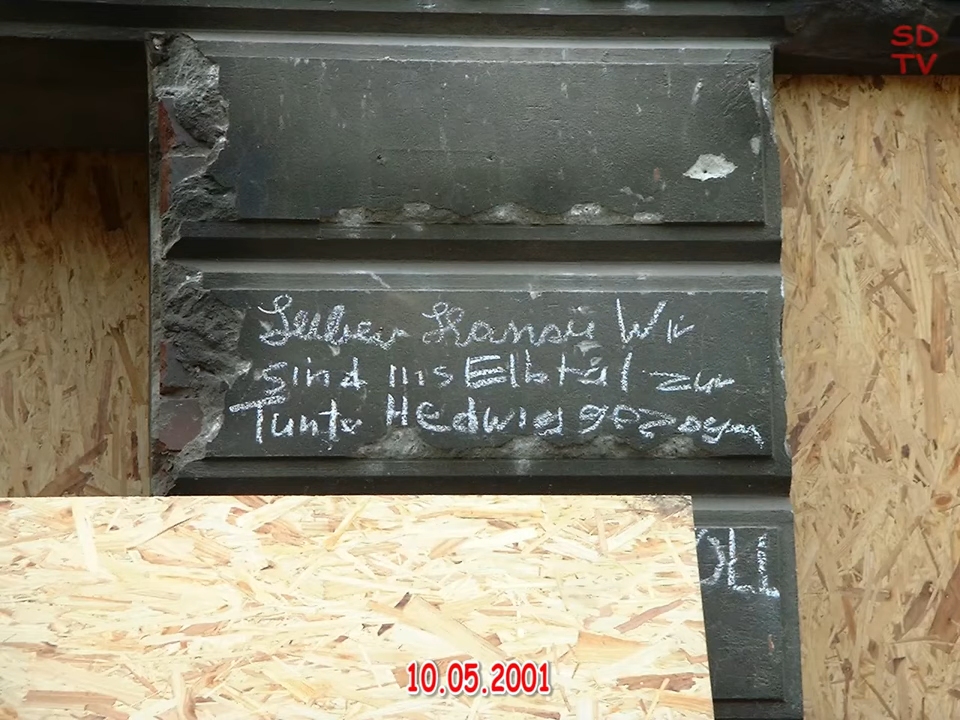 SD
TV
Lieber Hansi Wir
sind ins Elbtal zur
Tante Hedwig gezogen
10.05.2001